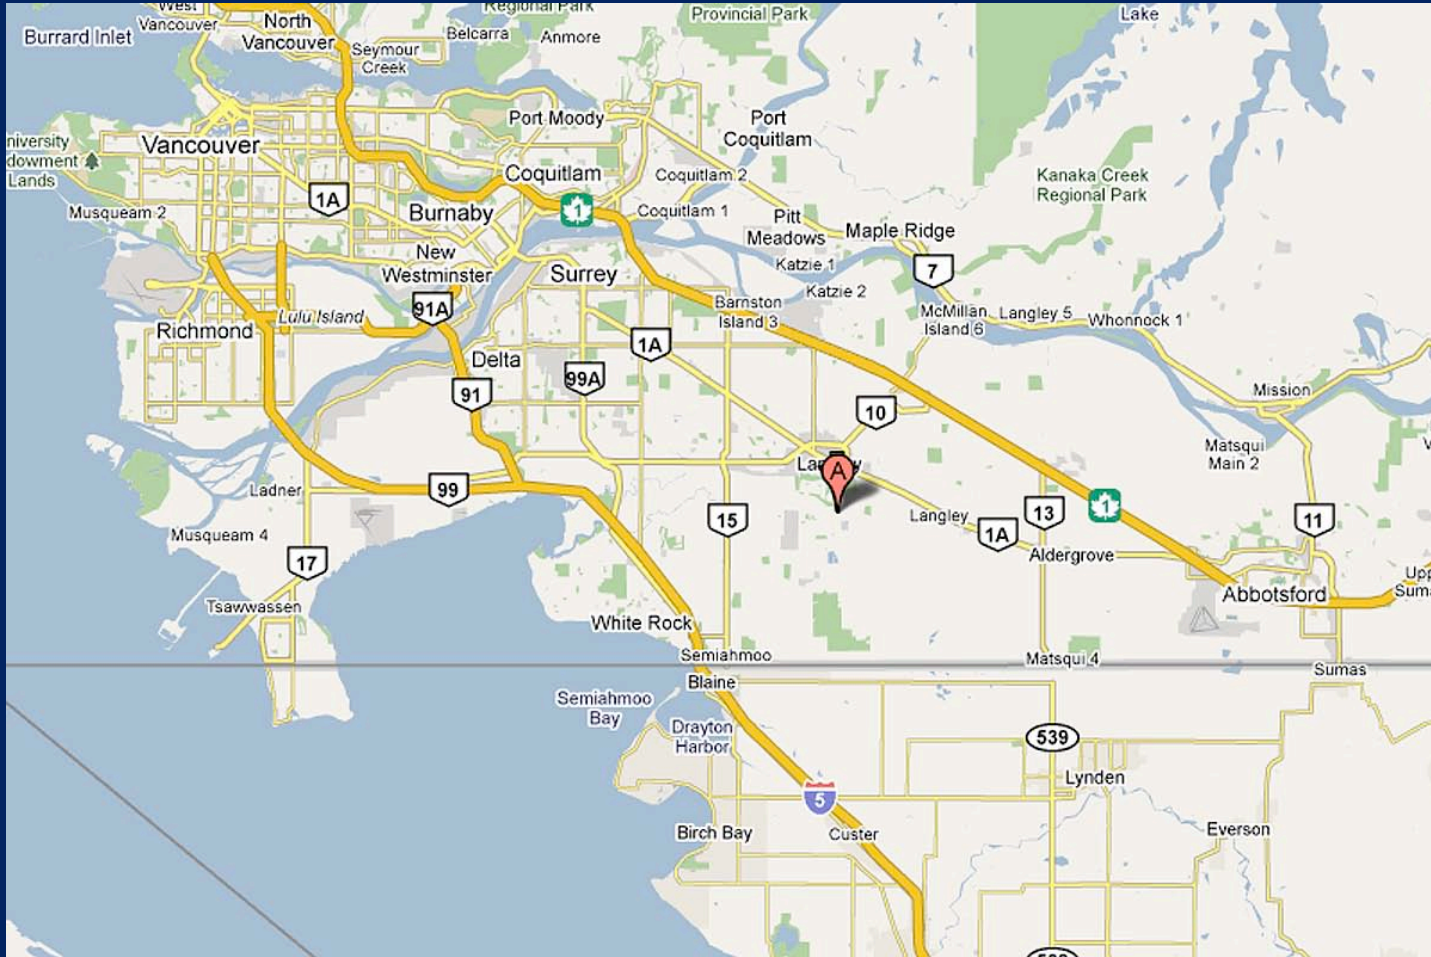 West
Vancouver
North
Vancouver
Regional Park
Provincial Park
Lake
Burrard Inlet
Seymour
Creek
Belcarra
Anmore
Port Moody
Port
Coquitlam
Vancouver
niversity
dowment
Lands
Coquitlam
Coquitlam 2
Kanaka Creek
Regional Park
1A
Musqueam 2
Burnaby
1
Coquitlam 1
Pitt
Meadows
Maple Ridge
New
Westminster
Surrey
Katzie 1
7
Katzie 2
91A
Lulu Island
Richmond
Barnston
Island 3
McMillan
Island 6
Langley 5
Whonnock 1
1A
Delta
99A
91
10
Mission
Matsqui
Main 2
Ladner
99
A
15
Langley
1A
13
1
11
Musqueam 4
17
Aldergrove
Tsawwassen
Abbotsford
Upp
Suma
White Rock
Semiahmoo
Matsqui 4
Sumas
Blaine
Semiahmoo
Bay
Drayton
Harbor
539
Lynden
5
Birch Bay
Custer
Everson